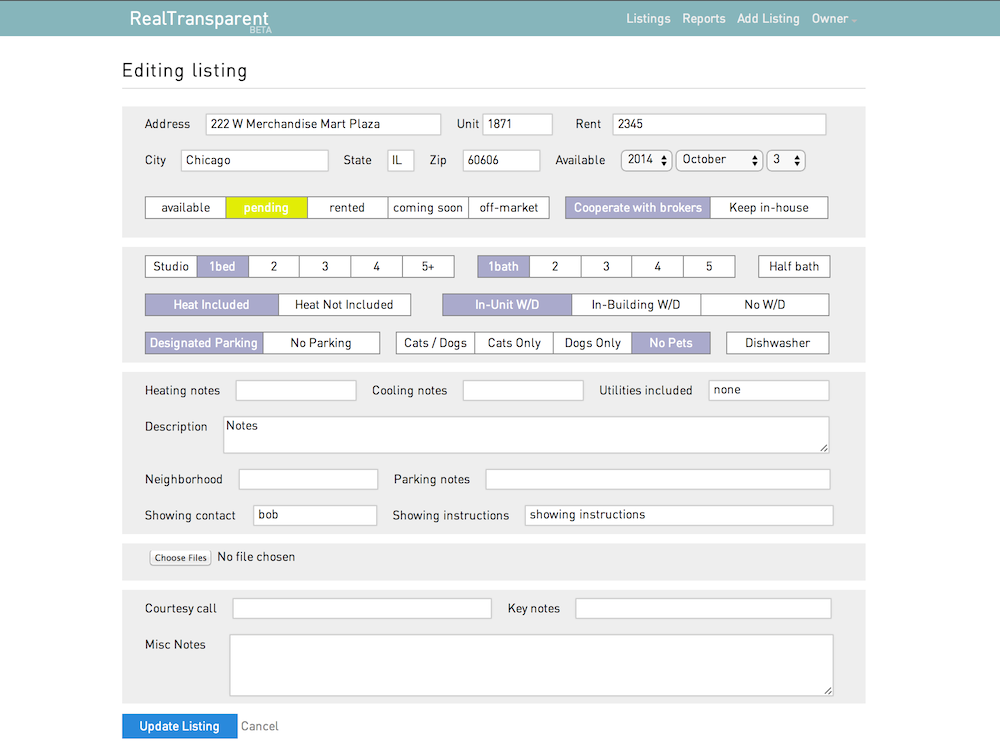 RealTransparent Listings Reports Add Listing Owner
BETA
Editing listing
Address 222 W Merchandise Mart Plaza Unit 1871 Rent 2345
City Chicago State IL Zip 60606 Available 2014 October 3
available pending rented coming soon off-market Cooperate with brokers Keep in-house
Studio 1bed 2 3 4 5+ 1bath 2 3 4 5 Half bath
Heat Included Heat Not Included In-Unit W/D In-Building W/D No W/D
Designated Parking No Parking Cats / Dogs Cats Only Dogs Only No Pets Dishwasher
Heating notes Cooling notes Utilities included none
Description Notes
Neighborhood Parking notes
Showing contact bob Showing instructions showing instructions
Choose Files No file chosen
Courtesy call Key notes
Misc Notes
Update Listing Cancel